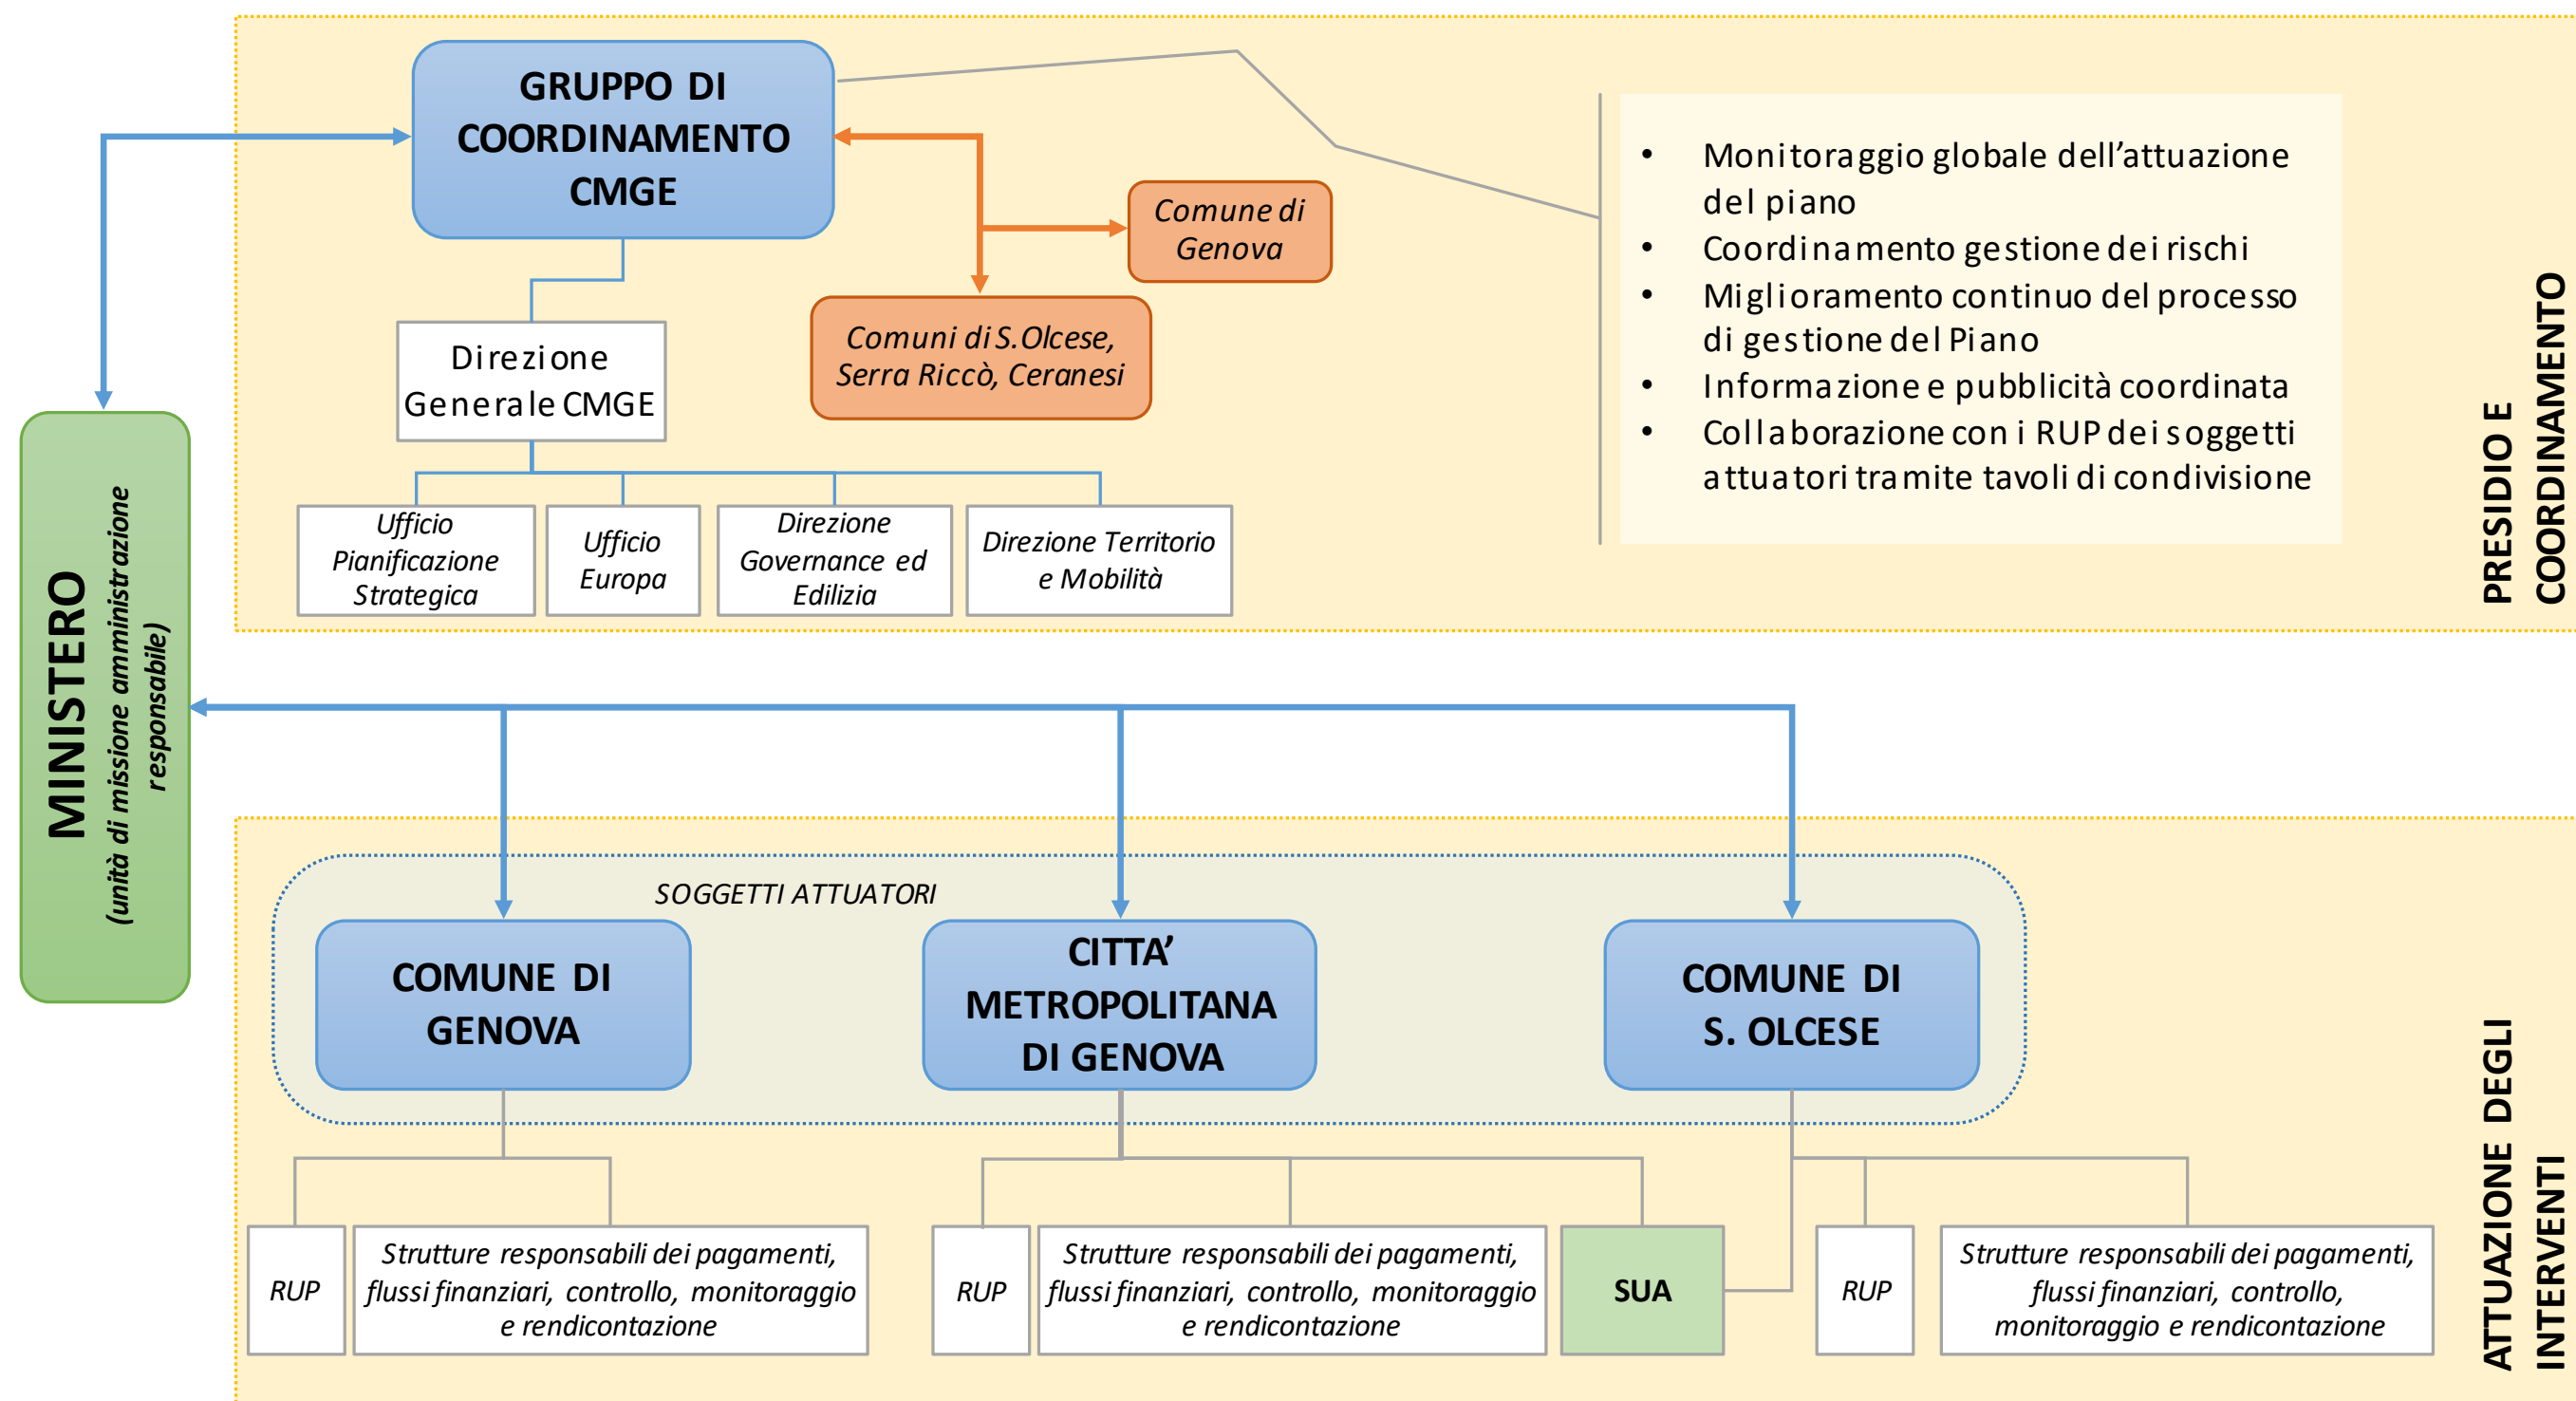 GRUPPO DI
COORDINAMENTO
CMGE
Comune di
Genova
Comuni di S.Olcese,
Serra Riccò, Ceranesi
Direzione
Generale CMGE
Ufficio
Pianificazione
Strategica
Ufficio
Europa
Direzione
Governance ed
Edilizia
Direzione Territorio
e Mobilità
• Monitoraggio globale dell’attuazione
del piano
• Coordinamento gestione dei rischi
• Miglioramento continuo del processo
di gestione del Piano
• Informazione e pubblicità coordinata
• Collaborazione con i RUP dei soggetti
attuatori tramite tavoli di condivisione
PRESIDIO E
COORDINAMENTO
MINISTERO
(unità di missione amministrazione
responsabile)
SOGGETTI ATTUATORI
COMUNE DI
GENOVA
CITTA’
METROPOLITANA
DI GENOVA
COMUNE DI
S. OLCESE
RUP
Strutture responsabili dei pagamenti,
flussi finanziari, controllo, monitoraggio
e rendicontazione
RUP
Strutture responsabili dei pagamenti,
flussi finanziari, controllo, monitoraggio
e rendicontazione
SUA
RUP
Strutture responsabili dei pagamenti,
flussi finanziari, controllo,
monitoraggio e rendicontazione
ATTUAZIONE DEGLI
INTERVENTI